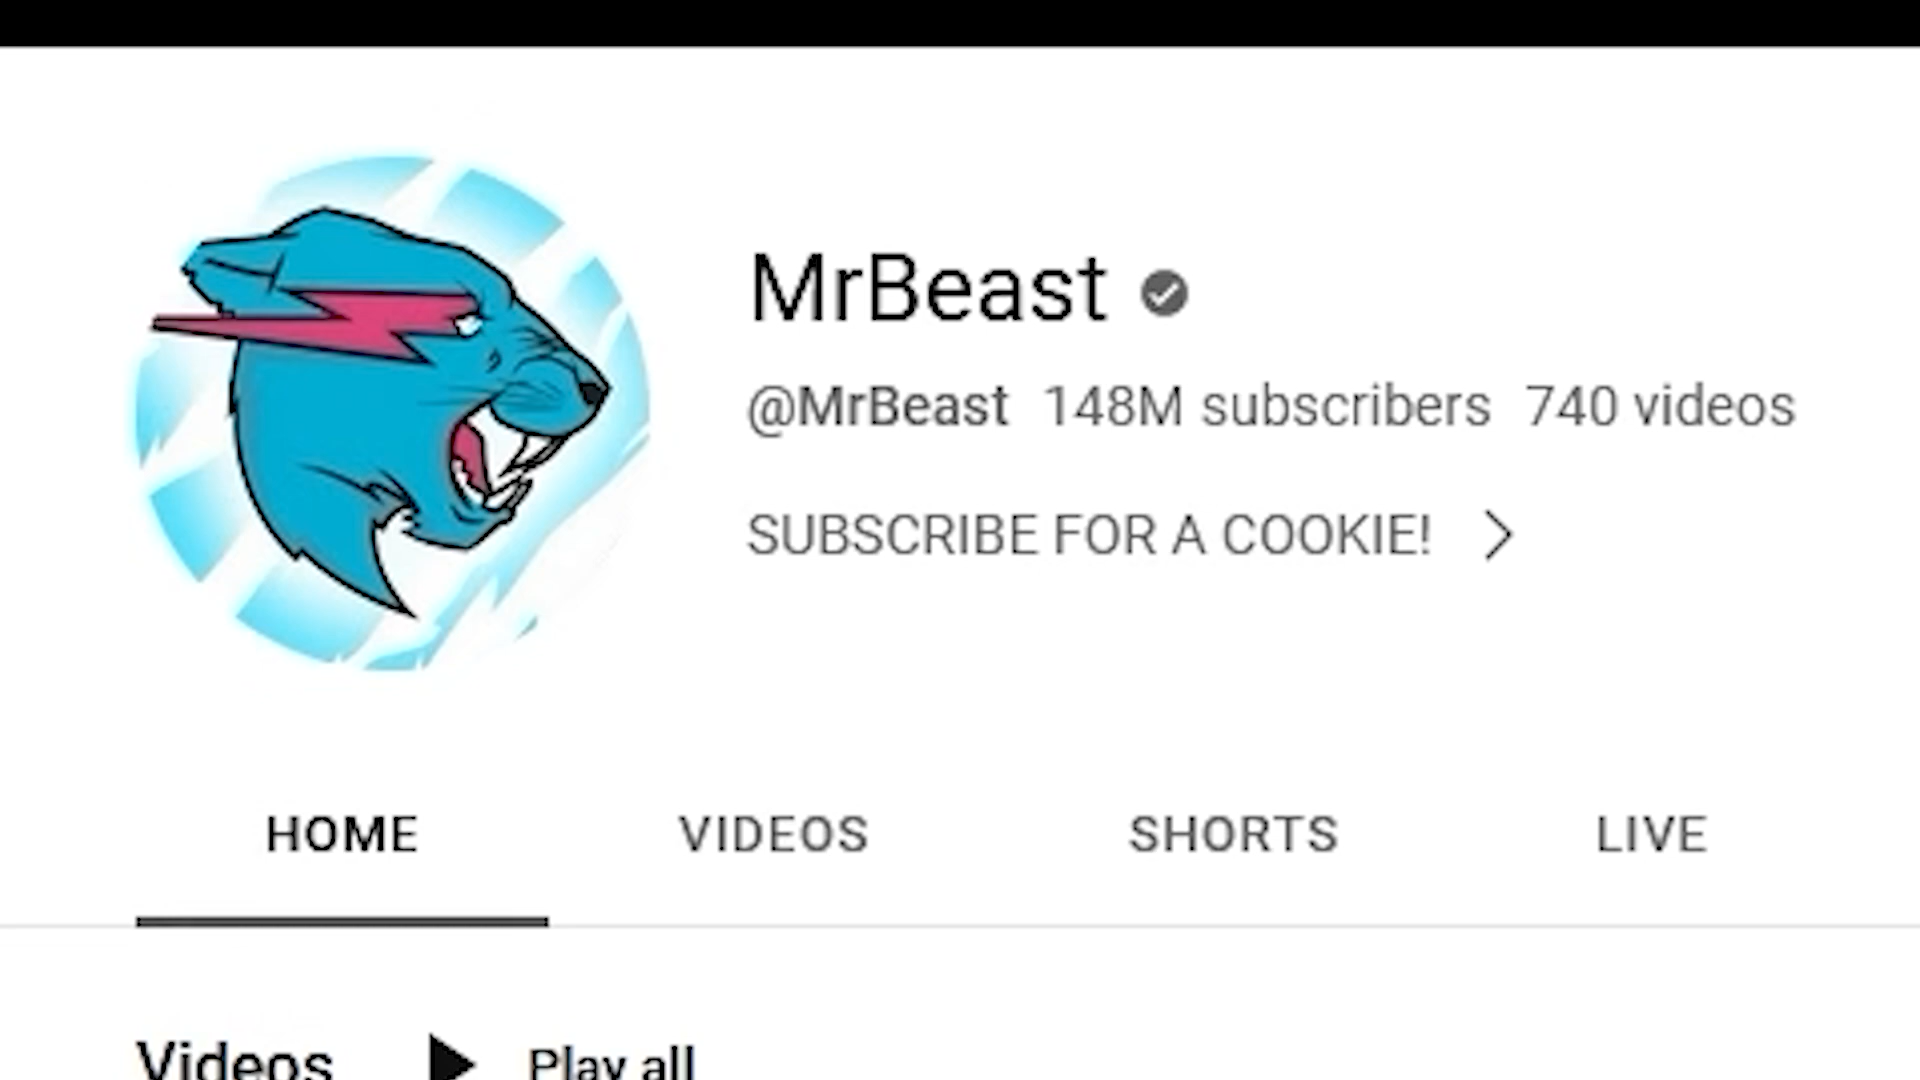 MrBeast
@MrBeast 148M subscribers 740 videos
SUBSCRIBE FOR A COOKIE!
HOME VIDEOS SHORTS LIVE
Videos Play all